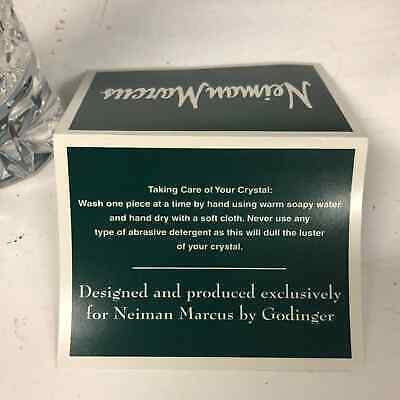 Neiman Marcus
Taking Care of Your Crystal:
Wash one piece at a time by hand using warm soapy water
and hand dry with a soft cloth. Never use any
type of abrasive detergent as this will dull the luster
of your crystal.
Designed and produced exclusively
for Neiman Marcus by Godinger